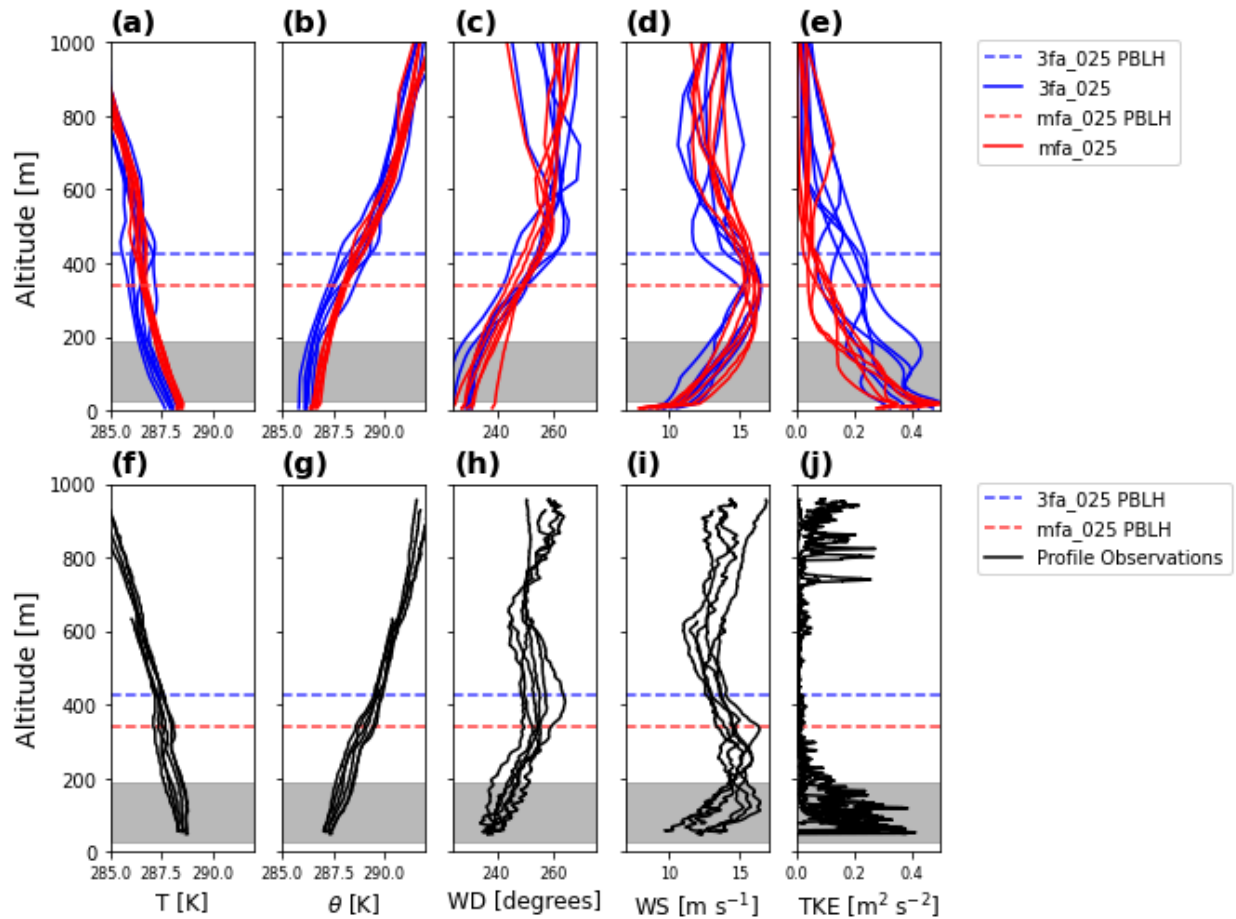 (a) (b) (c) (d) (e)
1000
800
600
400
200
0
Altitude [m]
285.0 287.5 290.0
285.0 287.5 290.0
240 260
10 15
0.0 0.2 0.4
3fa_025 PBLH
3fa_025
mfa_025 PBLH
mfa_025
(f) (g) (h) (i) (j)
1000
800
600
400
200
0
Altitude [m]
285.0 287.5 290.0
285.0 287.5 290.0
240 260
10 15
0.0 0.2 0.4
T [K]
θ [K]
WD [degrees]
WS [m s⁻¹]
TKE [m² s⁻²]
3fa_025 PBLH
mfa_025 PBLH
Profile Observations